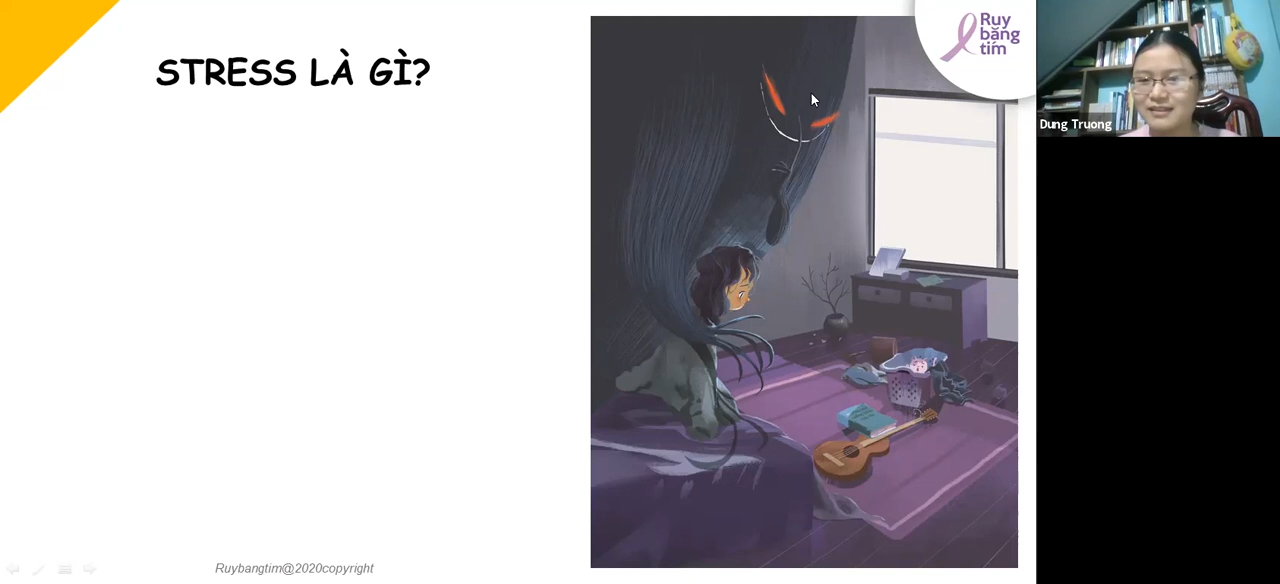 STRESS LÀ GÌ?
Ruy
băng
tím
Dung Truong
Ruybangtim@2020copyright